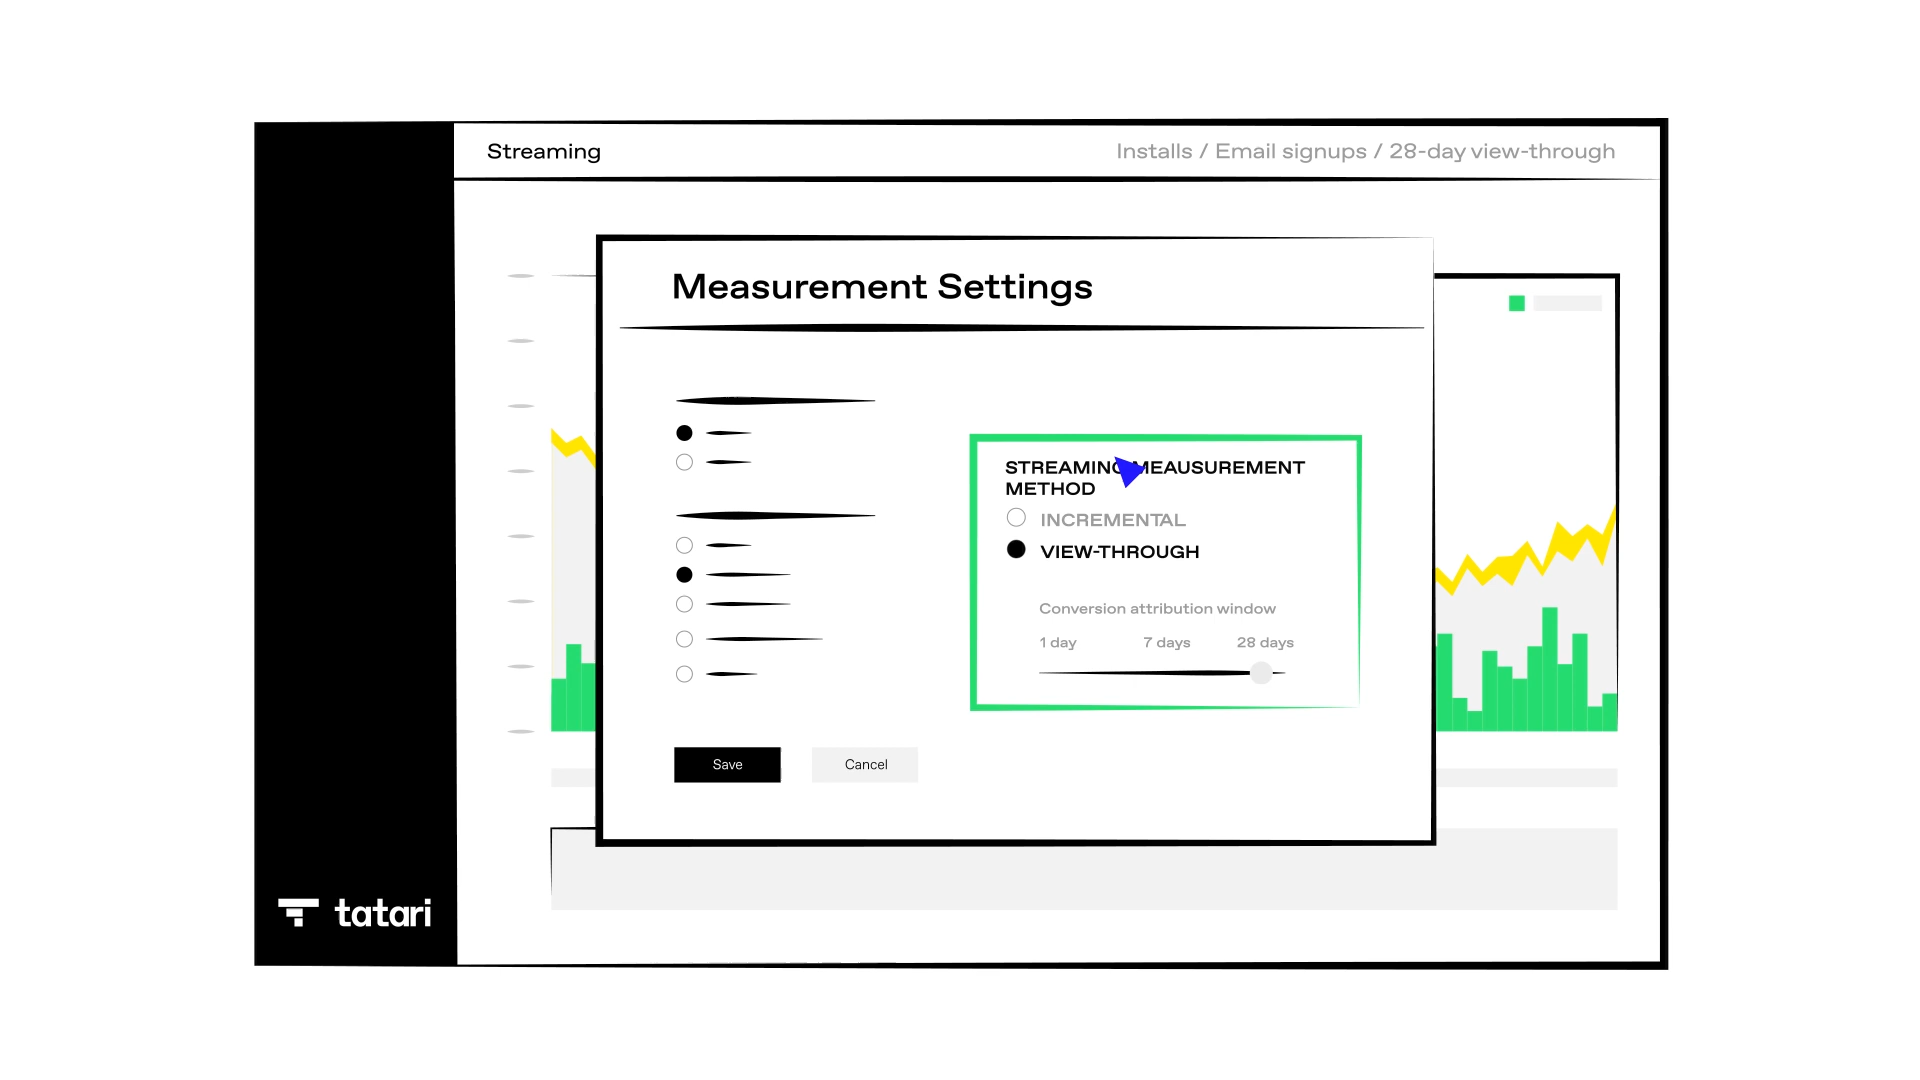 Streaming
Installs / Email signups / 28-day view-through
Measurement Settings
STREAMING MEAUSUREMENT
METHOD
INCREMENTAL
VIEW-THROUGH
Conversion attribution window
1 day 7 days 28 days
Save Cancel
tatari